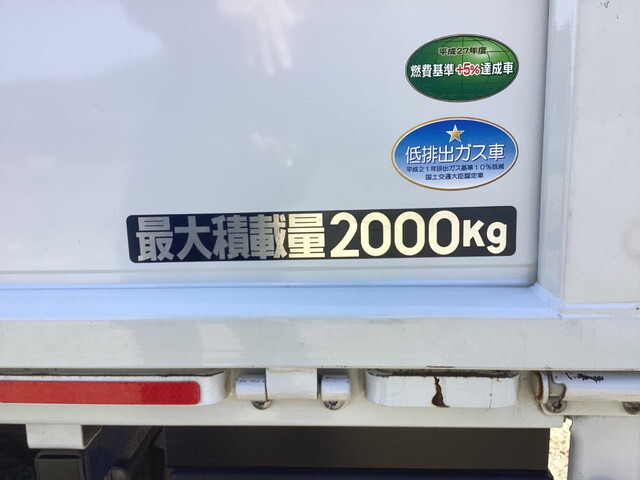 平成27年度
燃費基準+5%達成車
低排出ガス車
平成21年排出ガス基準10%低減
国土交通大臣認定車
最大積載量2000Kg